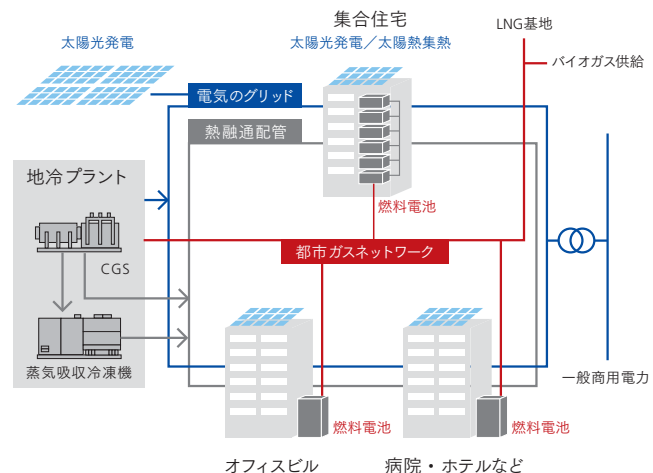 集合住宅
太陽光発電
太陽光発電／太陽熱集熱
LNG基地
バイオガス供給
電気のグリッド
熱融通配管
地冷プラント
燃料電池
都市ガスネットワーク
CGS
蒸気吸収冷凍機
一般商用電力
燃料電池
燃料電池
オフィスビル
病院・ホテルなど